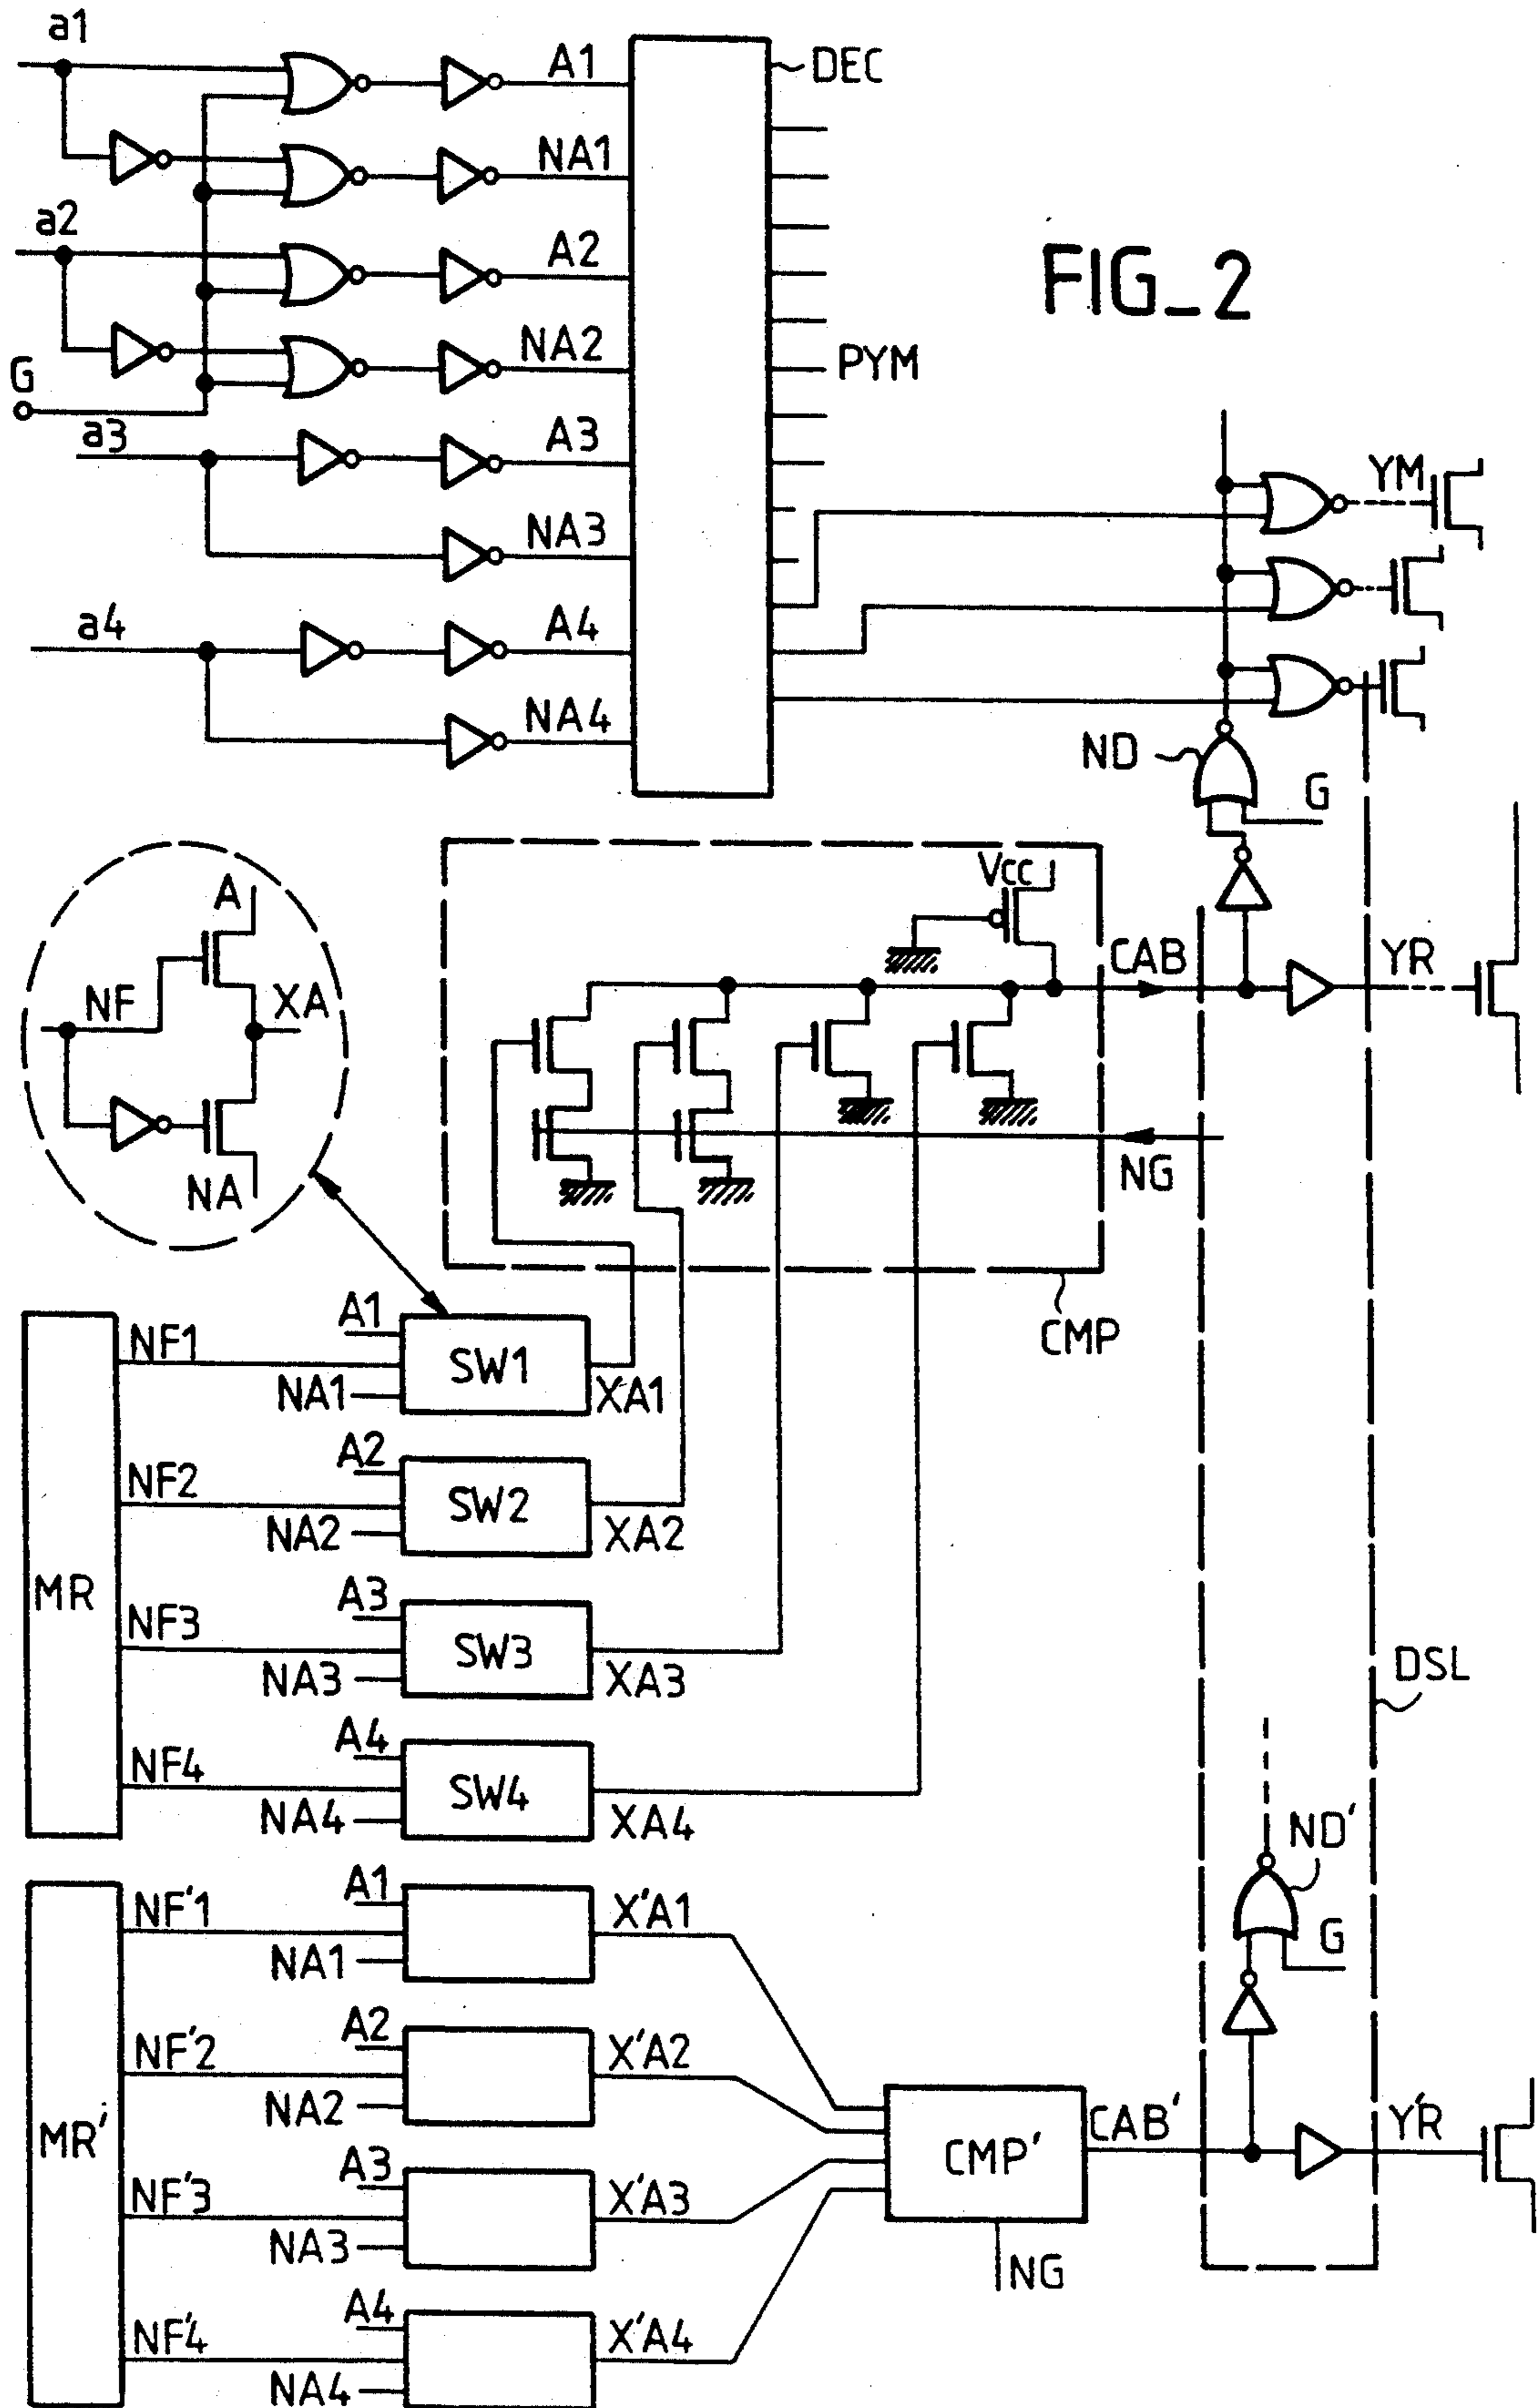 a1
A1
DEC
NA1
a2
A2
FIG_2
NA2
G
PYM
a3
A3
YM
NA3
a4
A4
NA4
ND
G
A
Vcc
NF
XA
CAB
YR
NA
NG
CMP
A1
NF1
SW1
NA1
XA1
A2
NF2
SW2
NA2
XA2
MR
A3
NF3
SW3
NA3
XA3
DSL
A4
NF4
SW4
NA4
XA4
ND'
A1
NF'1
X'A1
G
NA1
A2
NF'2
X'A2
NA2
MR'
CMP'
CAB'
Y'R
A3
NF'3
X'A3
NA3
NG
A4
NF'4
X'A4
NA4